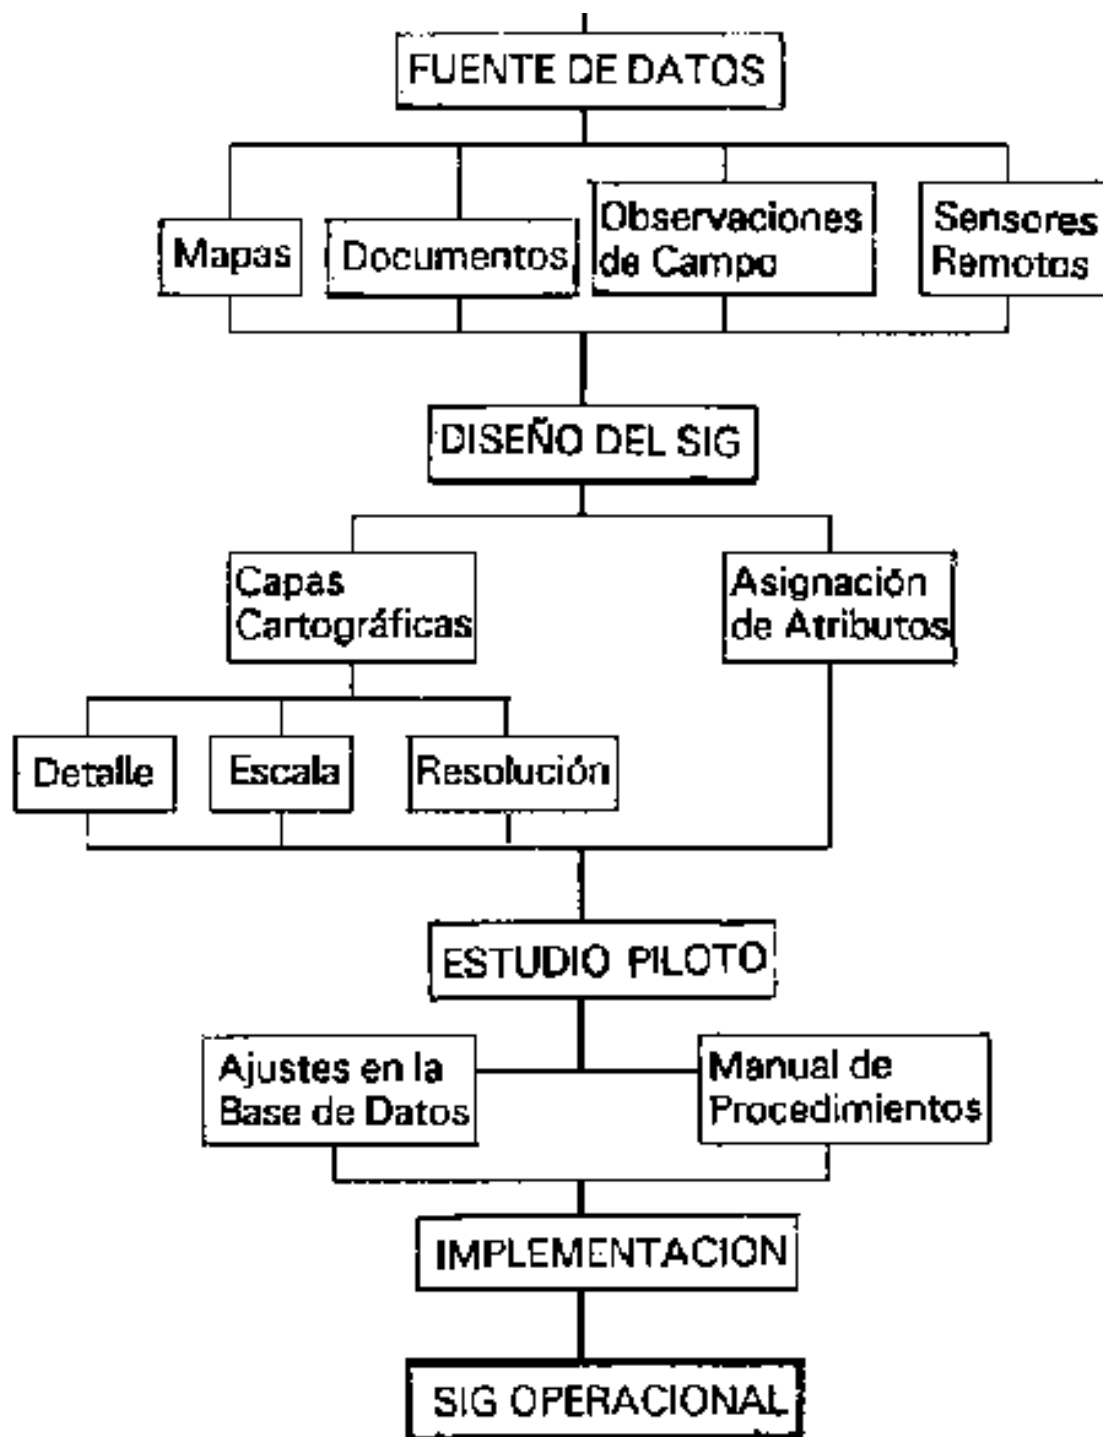 FUENTE DE DATOS
Mapas
Documentos
Observaciones
de Campo
Sensores
Remotos
DISEÑO DEL SIG
Capas
Cartográficas
Asignación
de Atributos
Detalle
Escala
Resolución
ESTUDIO PILOTO
Ajustes en la
Base de Datos
Manual de
Procedimientos
IMPLEMENTACION
SIG OPERACIONAL